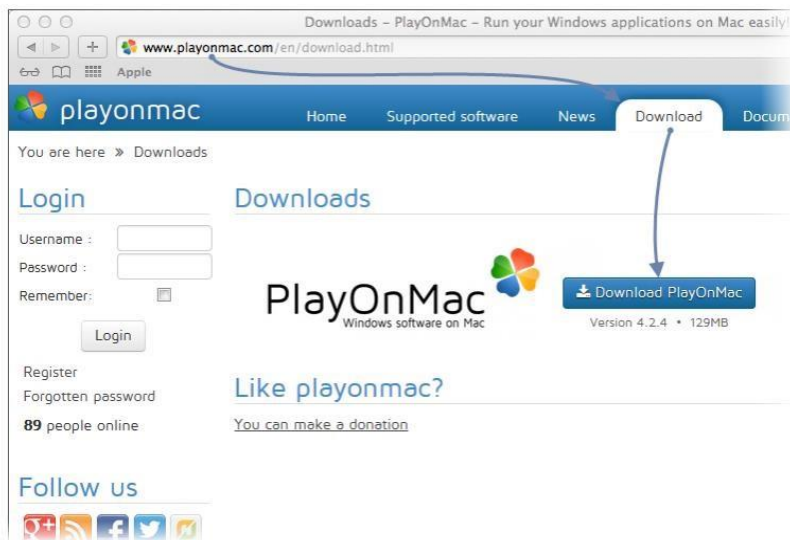 Downloads – PlayOnMac – Run your Windows applications on Mac easily!
www.playonmac.com/en/download.html
Apple
playonmac
Home Supported software News Download Docum
You are here » Downloads
Login
Username :
Password :
Remember:
Login
Register
Forgotten password
89 people online
Follow us
Downloads
PlayOnMac
Windows software on Mac
Download PlayOnMac
Version 4.2.4 • 129MB
Like playonmac?
You can make a donation